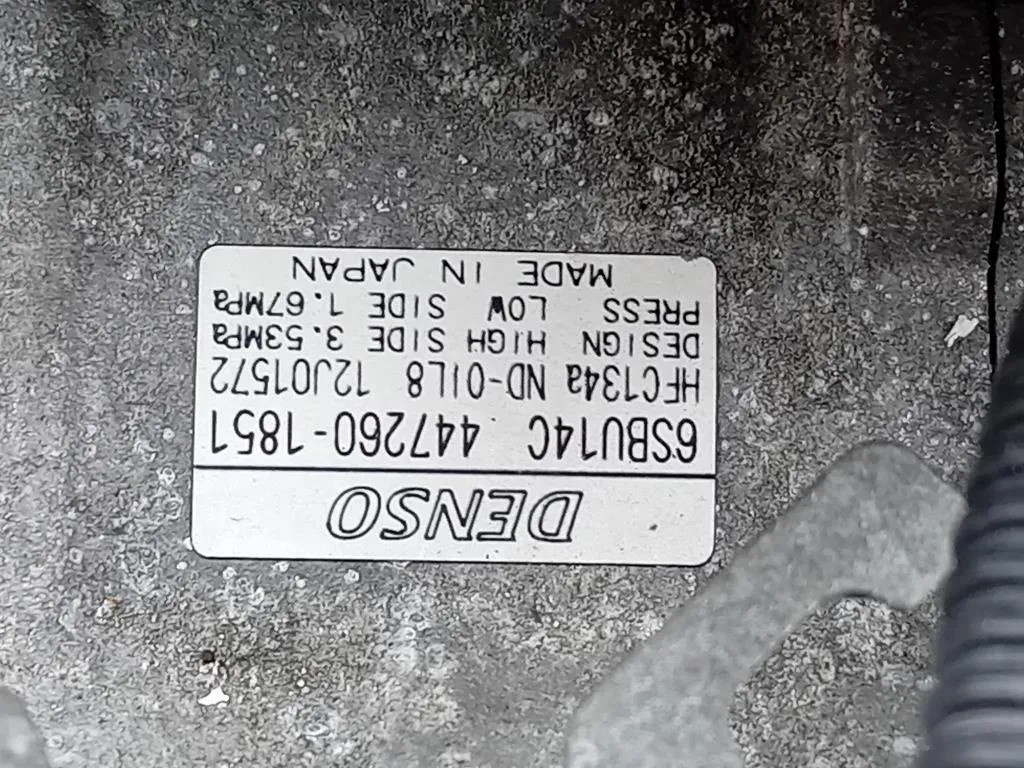 DENSO
6SBU14C 447260-1851
HFC134a ND-OIL8 12J01572
DESIGN HIGH SIDE 3.53MPa
PRESS LOW SIDE 1.67MPa
MADE IN JAPAN